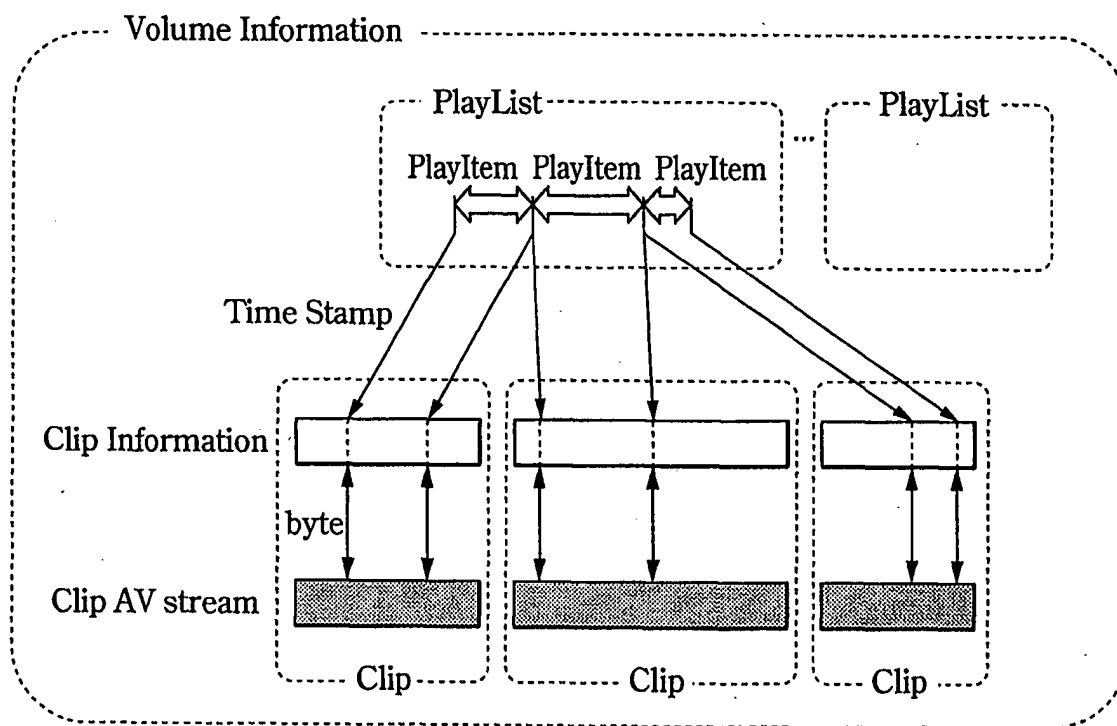 Volume Information
PlayList
...
PlayList
PlayItem PlayItem PlayItem
Time Stamp
Clip Information
byte
Clip AV stream
Clip
Clip
Clip